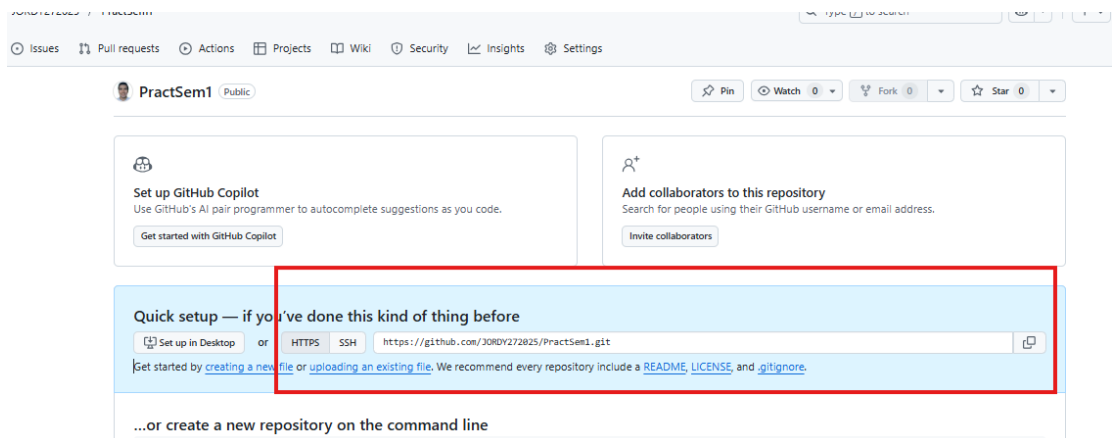 JORDY272025 / PractSem1
Type / to search
Issues Pull requests Actions Projects Wiki Security Insights Settings
PractSem1 Public
Pin Watch 0 Fork 0 Star 0
Set up GitHub Copilot
Use GitHub's AI pair programmer to autocomplete suggestions as you code.
Get started with GitHub Copilot
Add collaborators to this repository
Search for people using their GitHub username or email address.
Invite collaborators
Quick setup — if you've done this kind of thing before
Set up in Desktop or HTTPS SSH https://github.com/JORDY272025/PractSem1.git
Get started by creating a new file or uploading an existing file. We recommend every repository include a README, LICENSE, and .gitignore.
...or create a new repository on the command line